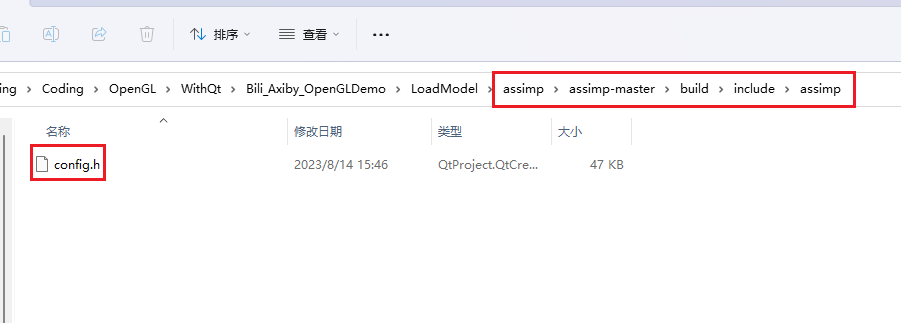 排序 查看 ...
ing > Coding > OpenGL > WithQt > Bili_Axiby_OpenGLDemo > LoadModel > assimp > assimp-master > build > include > assimp
名称 修改日期 类型 大小
config.h 2023/8/14 15:46 QtProject.QtCre... 47 KB